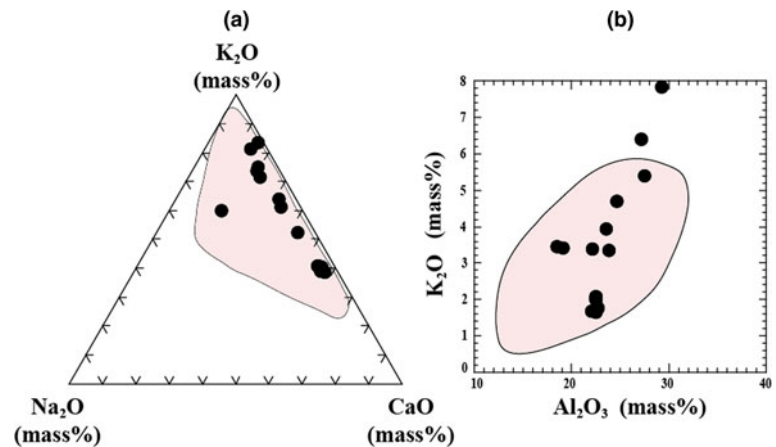 (a)
K₂O
(mass%)
Na₂O
(mass%)
CaO
(mass%)
(b)
K₂O (mass%)
8
7
6
5
4
3
2
1
0
10
20
30
40
Al₂O₃ (mass%)